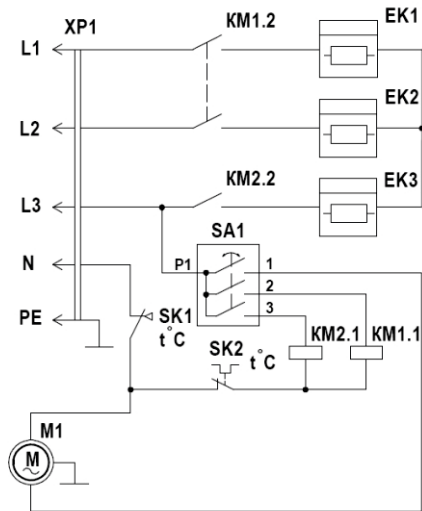 XP1 KM1.2 EK1
L1
L2 EK2
KM2.2 EK3
L3
SA1
N P1 1
2
PE SK1 3
t°C
SK2 t°C KM2.1 KM1.1
M1
M